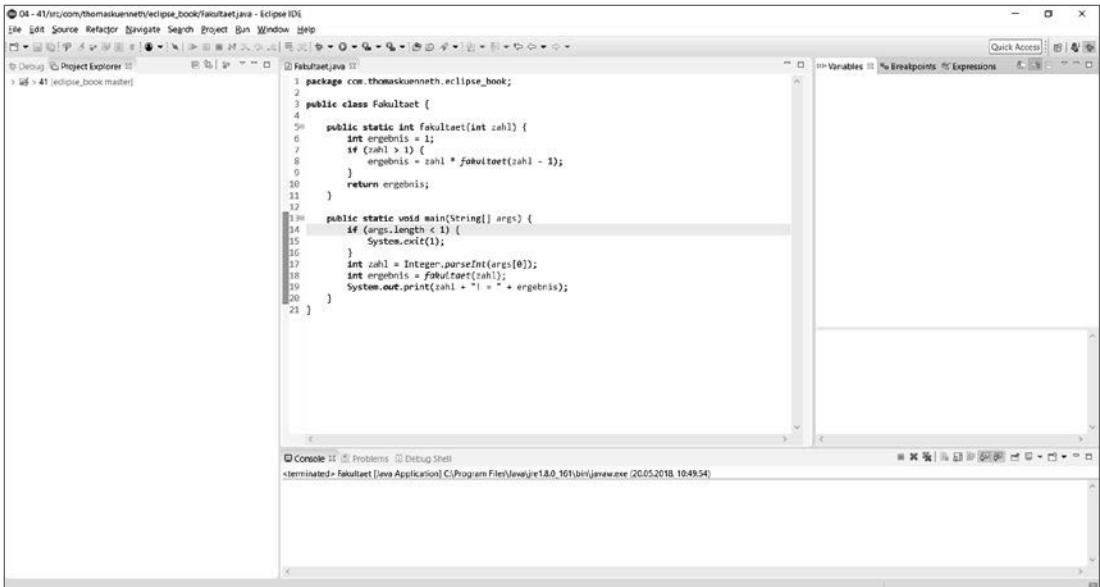 04 - 41/src/com/thomaskuenneth/eclipse_book/Fakultaet.java - Eclipse IDE
File Edit Source Refactor Navigate Search Project Run Window Help
Quick Access
Debug Project Explorer
> 41 [eclipse_book master]
Fakultaet.java
1 package com.thomaskuenneth.eclipse_book;
2
3 public class Fakultaet {
4
5 public static int fakultaet(int zahl) {
6 int ergebnis = 1;
7 if (zahl > 1) {
8 ergebnis = zahl * fakultaet(zahl - 1);
9 }
10 return ergebnis;
11 }
12
13 public static void main(String[] args) {
14 if (args.length < 1) {
15 System.exit(1);
16 }
17 int zahl = Integer.parseInt(args[0]);
18 int ergebnis = fakultaet(zahl);
19 System.out.print(zahl + "! = " + ergebnis);
20 }
21 }
Variables Breakpoints Expressions
Console Problems Debug Shell
<terminated> Fakultaet [Java Application] C:\Program Files\Java\jre1.8.0_161\bin\javaw.exe (20.05.2018, 10:49:54)